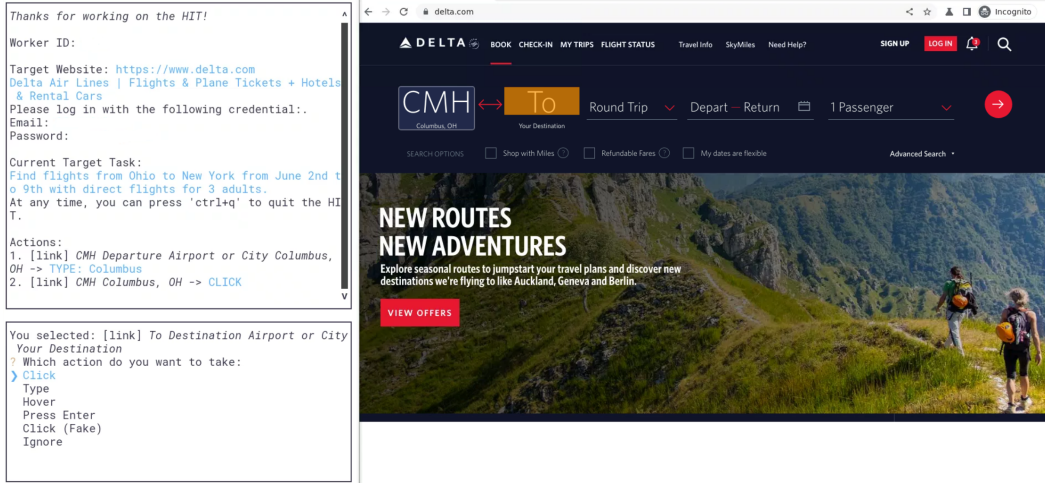 Thanks for working on the HIT!
Worker ID:
Target Website: https://www.delta.com
Delta Air Lines | Flights & Plane Tickets + Hotels
& Rental Cars
Please log in with the following credential:.
Email:
Password:
Current Target Task:
Find flights from Ohio to New York from June 2nd t
o 9th with direct flights for 3 adults.
At any time, you can press 'ctrl+q' to quit the HI
T.
Actions:
1. [link] CMH Departure Airport or City Columbus,
OH -> TYPE: Columbus
2. [link] CMH Columbus, OH -> CLICK
You selected: [link] To Destination Airport or City
Your Destination
? Which action do you want to take:
❯ Click
Type
Hover
Press Enter
Click (Fake)
Ignore
delta.com
Incognito
DELTA BOOK CHECK-IN MY TRIPS FLIGHT STATUS Travel Info SkyMiles Need Help? SIGN UP LOG IN
CMH To Round Trip Depart — Return 1 Passenger
Columbus, OH Your Destination
SEARCH OPTIONS Shop with Miles ? Refundable Fares ? My dates are flexible Advanced Search
NEW ROUTES
NEW ADVENTURES
Explore seasonal routes to jumpstart your travel plans and discover new
destinations we're flying to like Auckland, Geneva and Berlin.
VIEW OFFERS